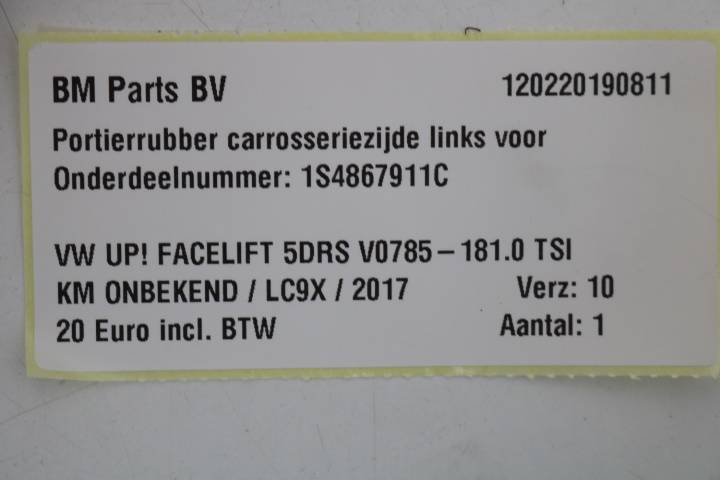 BM Parts BV 120220190811
Portierrubber carrosseriezijde links voor
Onderdeelnummer: 1S4867911C
VW UP! FACELIFT 5DRS V0785-181.0 TSI
KM ONBEKEND / LC9X / 2017 Verz: 10
20 Euro incl. BTW Aantal: 1